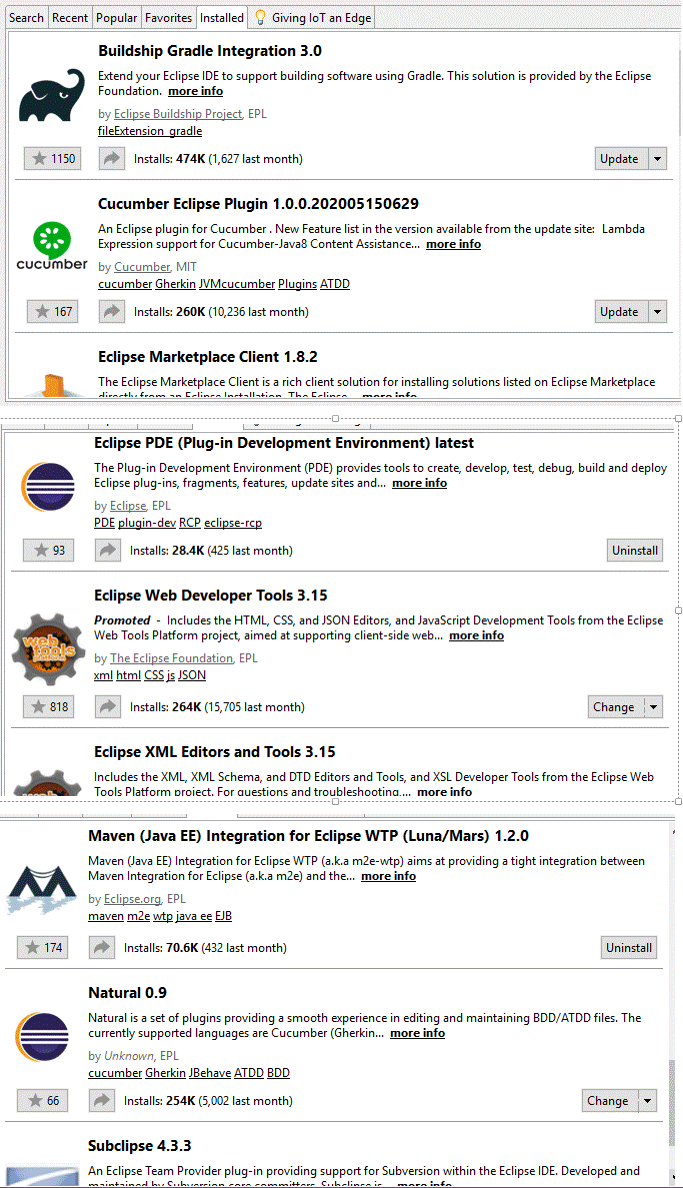 Search Recent Popular Favorites Installed Giving IoT an Edge
Buildship Gradle Integration 3.0
Extend your Eclipse IDE to support building software using Gradle. This solution is provided by the Eclipse
Foundation. more info
by Eclipse Buildship Project, EPL
fileExtension_gradle
1150 Installs: 474K (1,627 last month) Update
Cucumber Eclipse Plugin 1.0.0.202005150629
An Eclipse plugin for Cucumber . New Feature list in the version available from the update site: Lambda
Expression support for Cucumber-Java8 Content Assistance... more info
cucumber
by Cucumber, MIT
cucumber Gherkin JVMcucumber Plugins ATDD
167 Installs: 260K (10,236 last month) Update
Eclipse Marketplace Client 1.8.2
The Eclipse Marketplace Client is a rich client solution for installing solutions listed on Eclipse Marketplace
directly from an Eclipse Installation. The Eclipse... more info
Eclipse PDE (Plug-in Development Environment) latest
The Plug-in Development Environment (PDE) provides tools to create, develop, test, debug, build and deploy
Eclipse plug-ins, fragments, features, update sites and... more info
by Eclipse, EPL
PDE plugin-dev RCP eclipse-rcp
93 Installs: 28.4K (425 last month) Uninstall
Eclipse Web Developer Tools 3.15
Promoted - Includes the HTML, CSS, and JSON Editors, and JavaScript Development Tools from the Eclipse
Web Tools Platform project, aimed at supporting client-side web... more info
web tools
by The Eclipse Foundation, EPL
xml html CSS js JSON
818 Installs: 264K (15,705 last month) Change
Eclipse XML Editors and Tools 3.15
Includes the XML, XML Schema, and DTD Editors and Tools, and XSL Developer Tools from the Eclipse Web
Tools Platform project. For questions and troubleshooting,... more info
Maven (Java EE) Integration for Eclipse WTP (Luna/Mars) 1.2.0
Maven (Java EE) Integration for Eclipse WTP (a.k.a m2e-wtp) aims at providing a tight integration between
Maven Integration for Eclipse (a.k.a m2e) and the... more info
by Eclipse.org, EPL
maven m2e wtp java ee EJB
174 Installs: 70.6K (432 last month) Uninstall
Natural 0.9
Natural is a set of plugins providing a smooth experience in editing and maintaining BDD/ATDD files. The
currently supported languages are Cucumber (Gherkin... more info
by Unknown, EPL
cucumber Gherkin JBehave ATDD BDD
66 Installs: 254K (5,002 last month) Change
Subclipse 4.3.3
An Eclipse Team Provider plug-in providing support for Subversion within the Eclipse IDE. Developed and
maintained by Subversion core committers. Subclipse is... more info